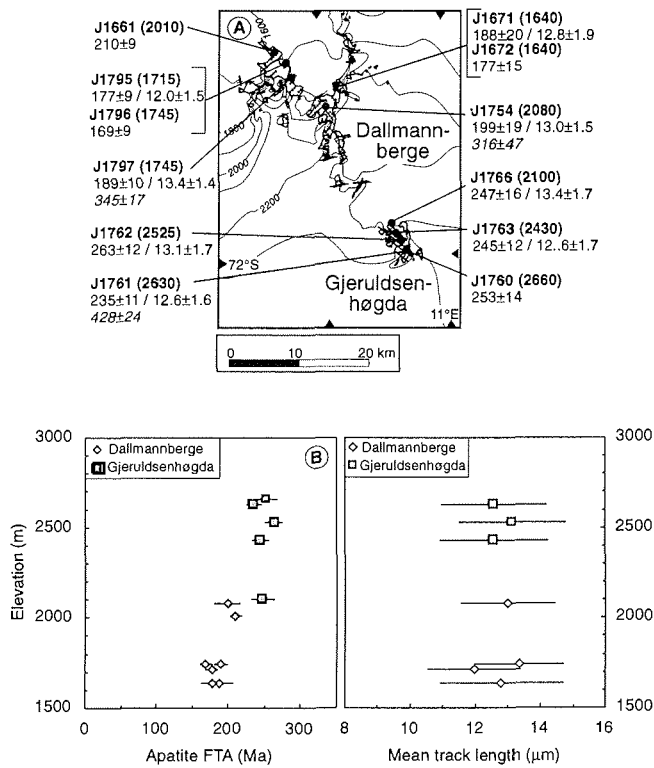 A
J1661 (2010)
210±9
J1795 (1715)
177±9 / 12.0±1.5
J1796 (1745)
169±9
J1797 (1745)
189±10 / 13.4±1.4
345±17
J1762 (2525)
263±12 / 13.1±1.7
J1761 (2630)
235±11 / 12.6±1.6
428±24
J1671 (1640)
188±20 / 12.8±1.9
J1672 (1640)
177±15
J1754 (2080)
199±19 / 13.0±1.5
316±47
J1766 (2100)
247±16 / 13.4±1.7
J1763 (2430)
245±12 / 12..6±1.7
J1760 (2660)
253±14
1600
2000
2200
Dallmann-
berge
72°S
Gjeruldsen-
høgda
11°E
0 10 20 km
B
Dallmannberge
Gjeruldsenhøgda
3000
2500
2000
1500
Elevation (m)
0 100 200 300
Apatite FTA (Ma)
Dallmannberge
Gjeruldsenhøgda
3000
2500
2000
1500
8 10 12 14 16
Mean track length (µm)